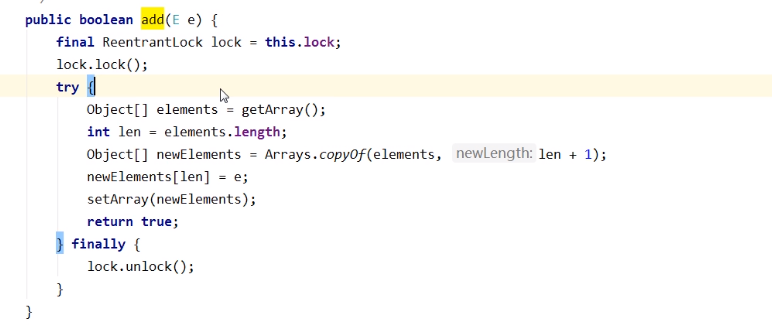 public boolean add(E e) {
final ReentrantLock lock = this.lock;
lock.lock();
try {
Object[] elements = getArray();
int len = elements.length;
Object[] newElements = Arrays.copyOf(elements, newLength: len + 1);
newElements[len] = e;
setArray(newElements);
return true;
} finally {
lock.unlock();
}
}